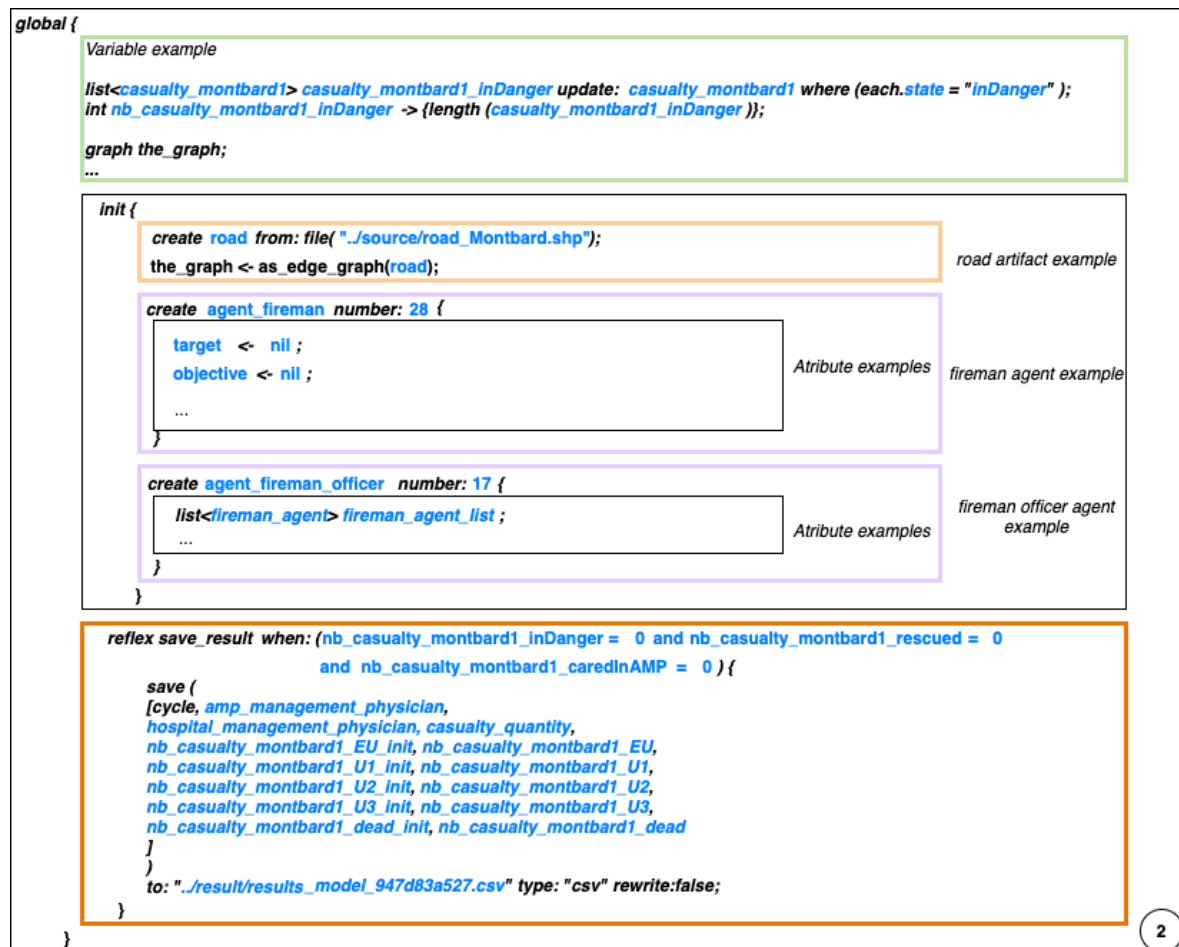 global {
Variable example
list<casualty_montbard1> casualty_montbard1_inDanger update: casualty_montbard1 where (each.state = "inDanger" );
int nb_casualty_montbard1_inDanger -> {length (casualty_montbard1_inDanger )};
graph the_graph;
...
init {
create road from: file( "../source/road_Montbard.shp");
the_graph <- as_edge_graph(road);
road artifact example
create agent_fireman number: 28 {
target <- nil ;
objective <- nil ;
...
}
Atribute examples
fireman agent example
create agent_fireman_officer number: 17 {
list<fireman_agent> fireman_agent_list ;
...
}
Atribute examples
fireman officer agent
example
}
reflex save_result when: (nb_casualty_montbard1_inDanger = 0 and nb_casualty_montbard1_rescued = 0
and nb_casualty_montbard1_caredInAMP = 0 ) {
save (
[cycle, amp_management_physician,
hospital_management_physician, casualty_quantity,
nb_casualty_montbard1_EU_init, nb_casualty_montbard1_EU,
nb_casualty_montbard1_U1_init, nb_casualty_montbard1_U1,
nb_casualty_montbard1_U2_init, nb_casualty_montbard1_U2,
nb_casualty_montbard1_U3_init, nb_casualty_montbard1_U3,
nb_casualty_montbard1_dead_init, nb_casualty_montbard1_dead
]
)
to: "../result/results_model_947d83a527.csv" type: "csv" rewrite:false;
}
}
2